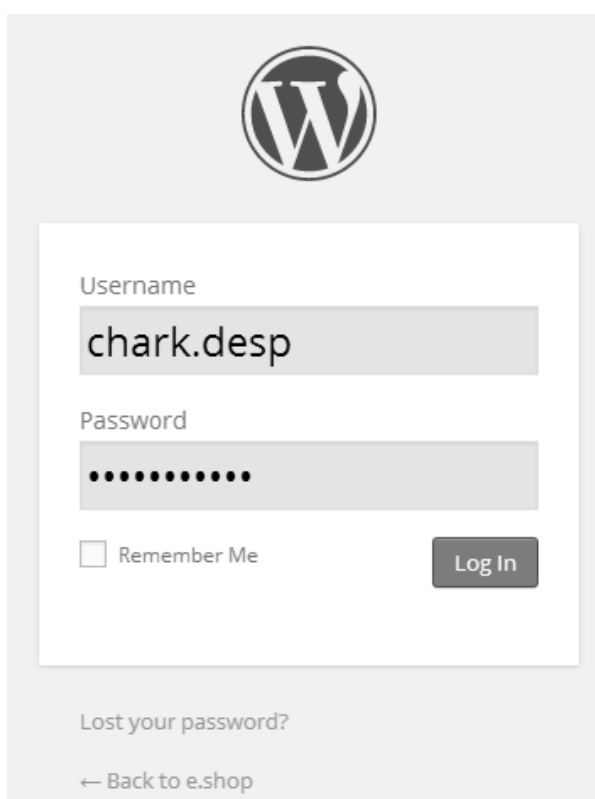 Username
chark.desp
Password
•••••••••••
Remember Me
Log In
Lost your password?
← Back to e.shop